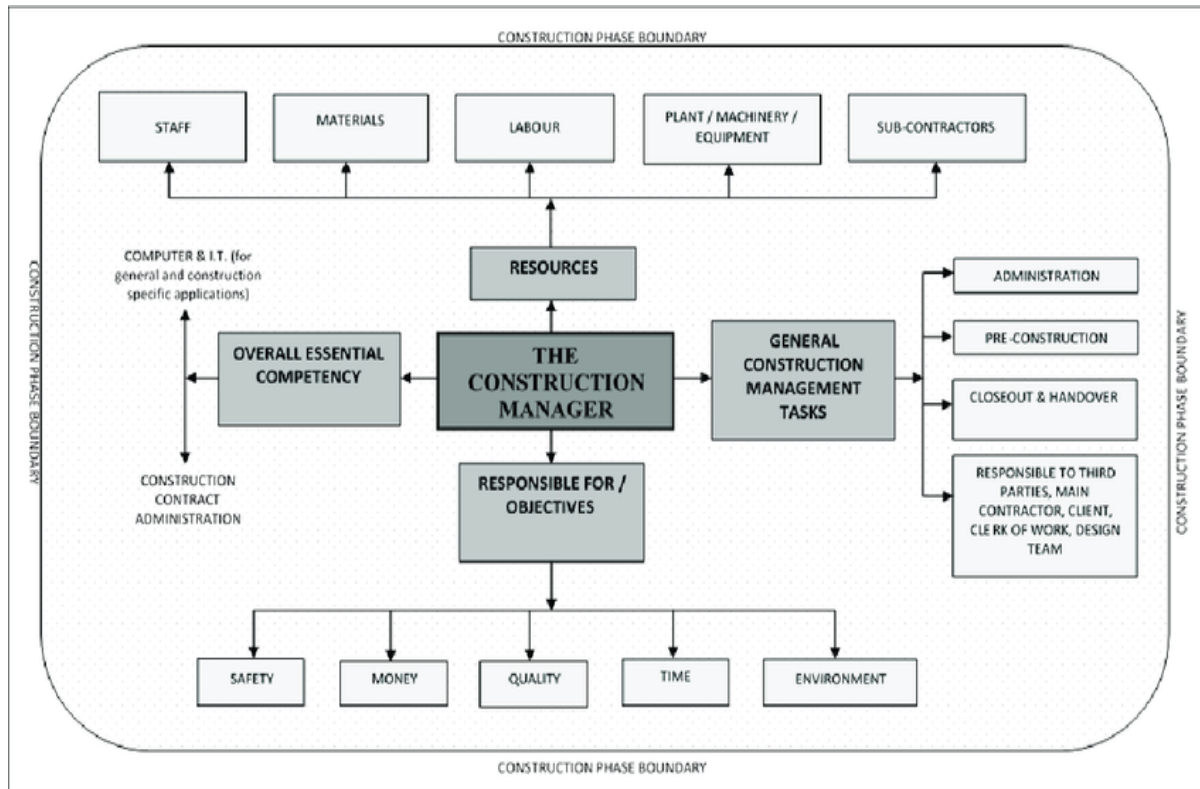 CONSTRUCTION PHASE BOUNDARY
STAFF
MATERIALS
LABOUR
PLANT / MACHINERY /
EQUIPMENT
SUB-CONTRACTORS
COMPUTER & I.T. (for
general and construction
specific applications)
RESOURCES
ADMINISTRATION
CONSTRUCTION PHASE BOUNDARY
OVERALL ESSENTIAL
COMPETENCY
THE
CONSTRUCTION
MANAGER
GENERAL
CONSTRUCTION
MANAGEMENT
TASKS
PRE-CONSTRUCTION
CLOSEOUT & HANDOVER
CONSTRUCTION PHASE BOUNDARY
CONSTRUCTION
CONTRACT
ADMINISTRATION
RESPONSIBLE FOR /
OBJECTIVES
RESPONSIBLE TO THIRD
PARTIES, MAIN
CONTRACTOR, CLIENT,
CLERK OF WORK, DESIGN
TEAM
SAFETY
MONEY
QUALITY
TIME
ENVIRONMENT
CONSTRUCTION PHASE BOUNDARY